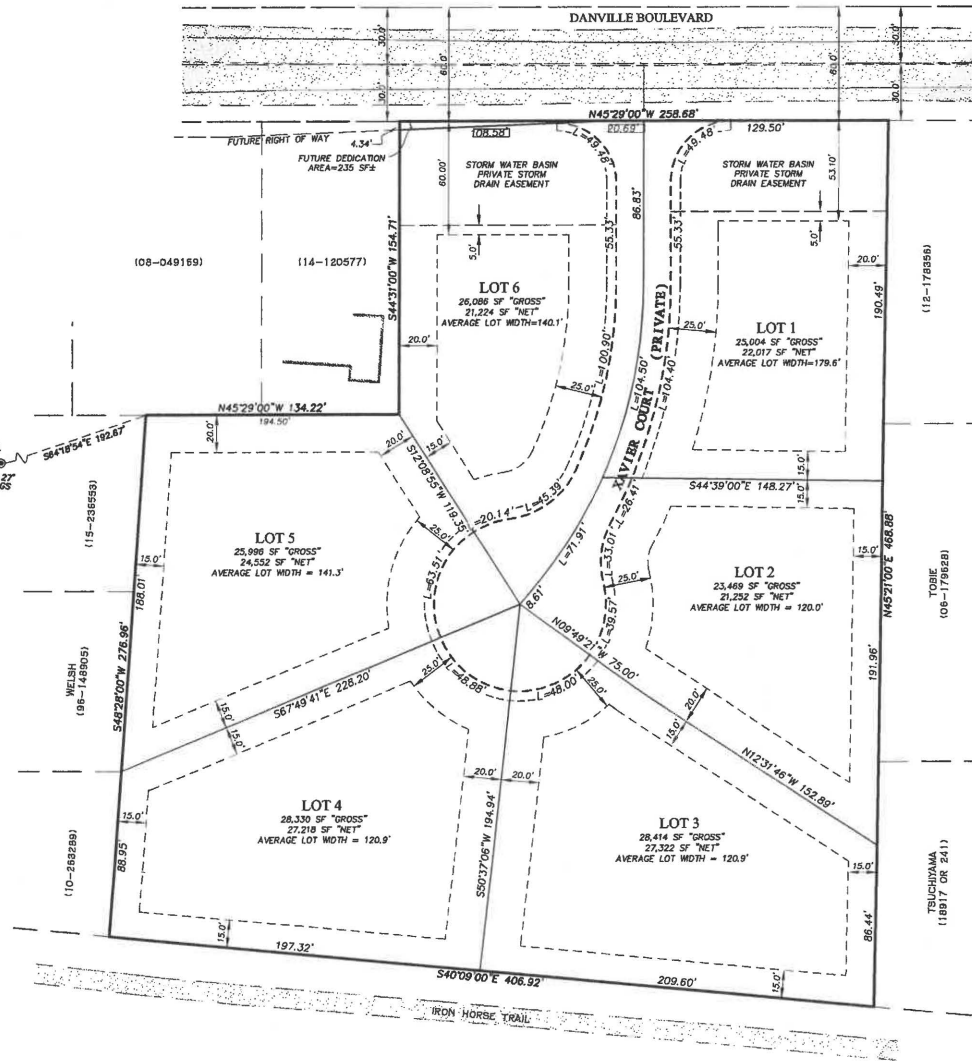 DANVILLE BOULEVARD
30.0'
60.0'
30.0'
30.0'
30.0'
N45°29'00"W 258.68'
FUTURE RIGHT OF WAY
4.34'
FUTURE DEDICATION
AREA=235 SF±
108.58'
L=49.48'
20.69'
L=49.48'
129.50'
60.00'
STORM WATER BASIN
PRIVATE STORM
DRAIN EASEMENT
STORM WATER BASIN
PRIVATE STORM
DRAIN EASEMENT
53.10'
86.83'
55.33'
55.33'
5.0'
5.0'
(08-049169)
(14-120577)
S44°31'00"W 154.71'
20.0'
190.49'
(12-178356)
LOT 6
26,086 SF "GROSS"
21,224 SF "NET"
AVERAGE LOT WIDTH=140.1'
20.0'
25.0'
L=100.90'
L=104.50'
XAVIER COURT (PRIVATE)
L=104.40'
25.0'
LOT 1
25,004 SF "GROSS"
22,017 SF "NET"
AVERAGE LOT WIDTH=179.6'
N45°29'00"W 134.22'
194.50'
20.0'
20.0'
15.0'
S12°08'55"W 119.35'
L=45.39'
L=26.41'
15.0'
S44°39'00"E 148.27'
15.0'
S64°18'54"E 192.67'
(15-236553)
=20.14'
25.0'
L=71.91'
L=33.01'
25.0'
15.0'
N45°21'00"E 468.88'
LOT 5
25,996 SF "GROSS"
24,552 SF "NET"
AVERAGE LOT WIDTH = 141.3'
15.0'
188.01'
L=63.51'
8.61'
L=39.57'
LOT 2
23,469 SF "GROSS"
21,252 SF "NET"
AVERAGE LOT WIDTH = 120.0'
TOBIE
(06-17962B)
WELSH
(96-148905)
S48°28'00"W 276.96'
N09°49'21"W 75.00'
191.96'
S67°49'41"E 228.20'
25.0'
L=48.88'
L=48.00'
25.0'
20.0'
15.0'
15.0'
15.0'
N12°31'46"W 152.89'
20.0'
20.0'
LOT 4
28,330 SF "GROSS"
27,218 SF "NET"
AVERAGE LOT WIDTH = 120.9'
15.0'
88.95'
(10-263289)
S50°37'06"W 194.94'
LOT 3
28,414 SF "GROSS"
27,322 SF "NET"
AVERAGE LOT WIDTH = 120.9'
15.0'
86.44'
TSUCHIYAMA
(18917 OR 241)
15.0'
197.32'
S40°09'00"E 406.92'
209.60'
15.0'
IRON HORSE TRAIL